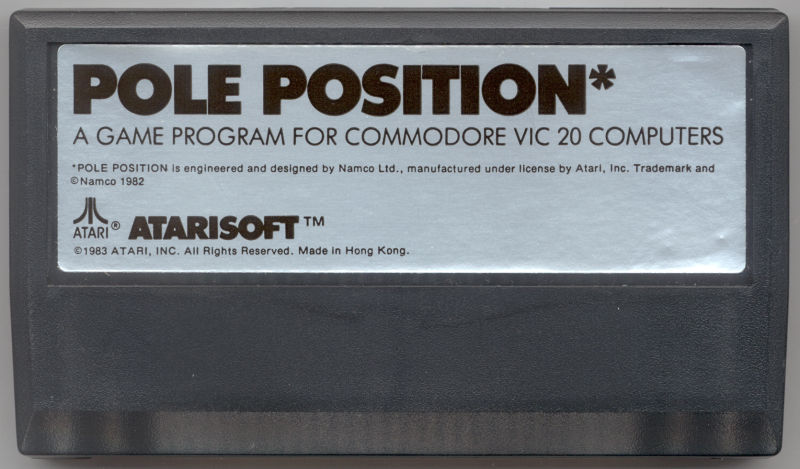 POLE POSITION*
A GAME PROGRAM FOR COMMODORE VIC 20 COMPUTERS
*POLE POSITION is engineered and designed by Namco Ltd., manufactured under license by Atari, Inc. Trademark and
©Namco 1982
ATARI® ATARISOFT™
©1983 ATARI, INC. All Rights Reserved. Made in Hong Kong.